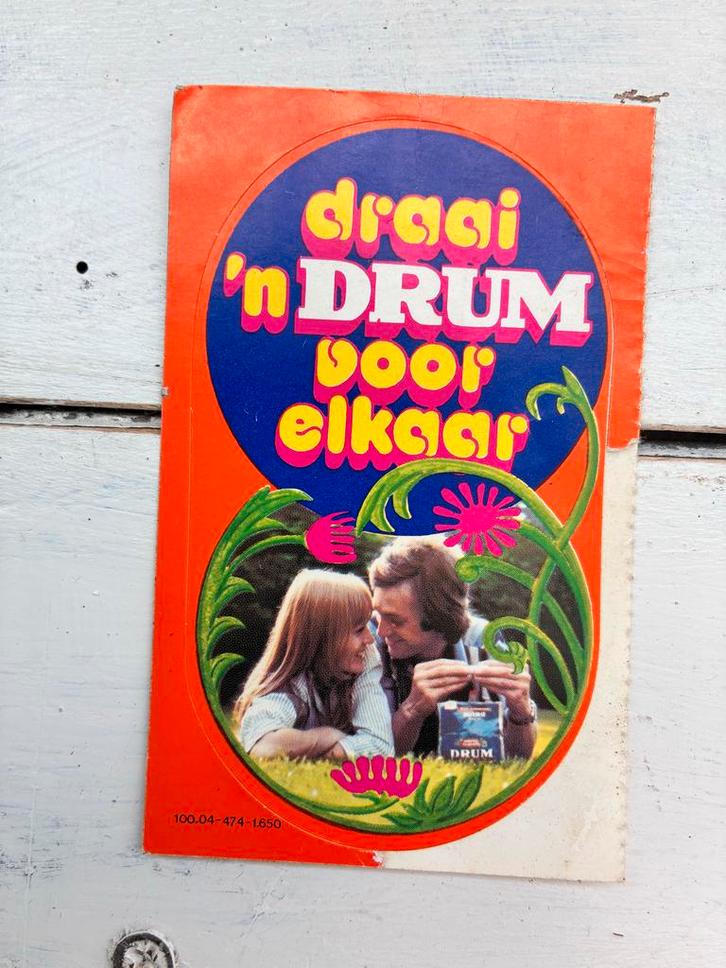 draai
'n DRUM
voor
elkaar
DRUM
100.04-474-1.650